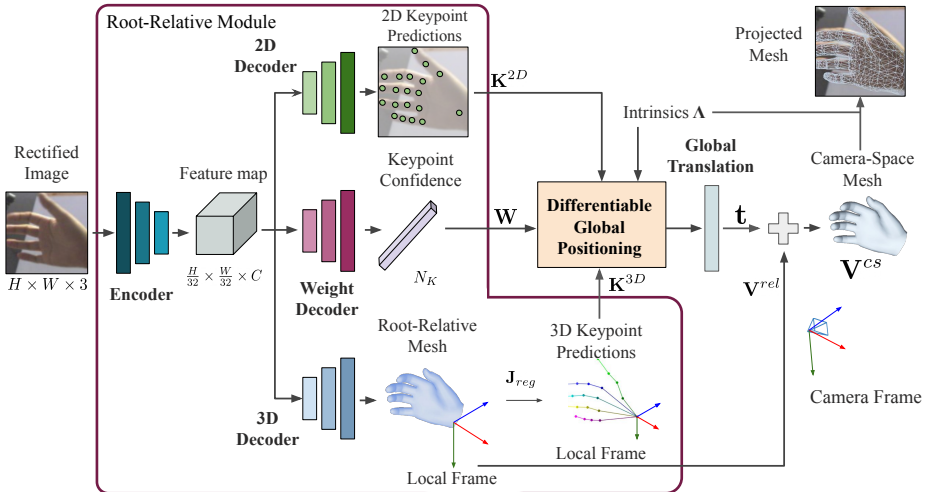 Root-Relative Module
2D
Decoder
2D Keypoint
Predictions
K^{2D}
Projected
Mesh
Intrinsics Λ
Rectified
Image
H × W × 3
Encoder
Feature map
H/32 × W/32 × C
Keypoint
Confidence
N_K
Weight
Decoder
W
Differentiable
Global
Positioning
Global
Translation
t
Camera-Space
Mesh
V^{cs}
V^{rel}
K^{3D}
3D
Decoder
Root-Relative
Mesh
Local Frame
J_{reg}
3D Keypoint
Predictions
Local Frame
Camera Frame